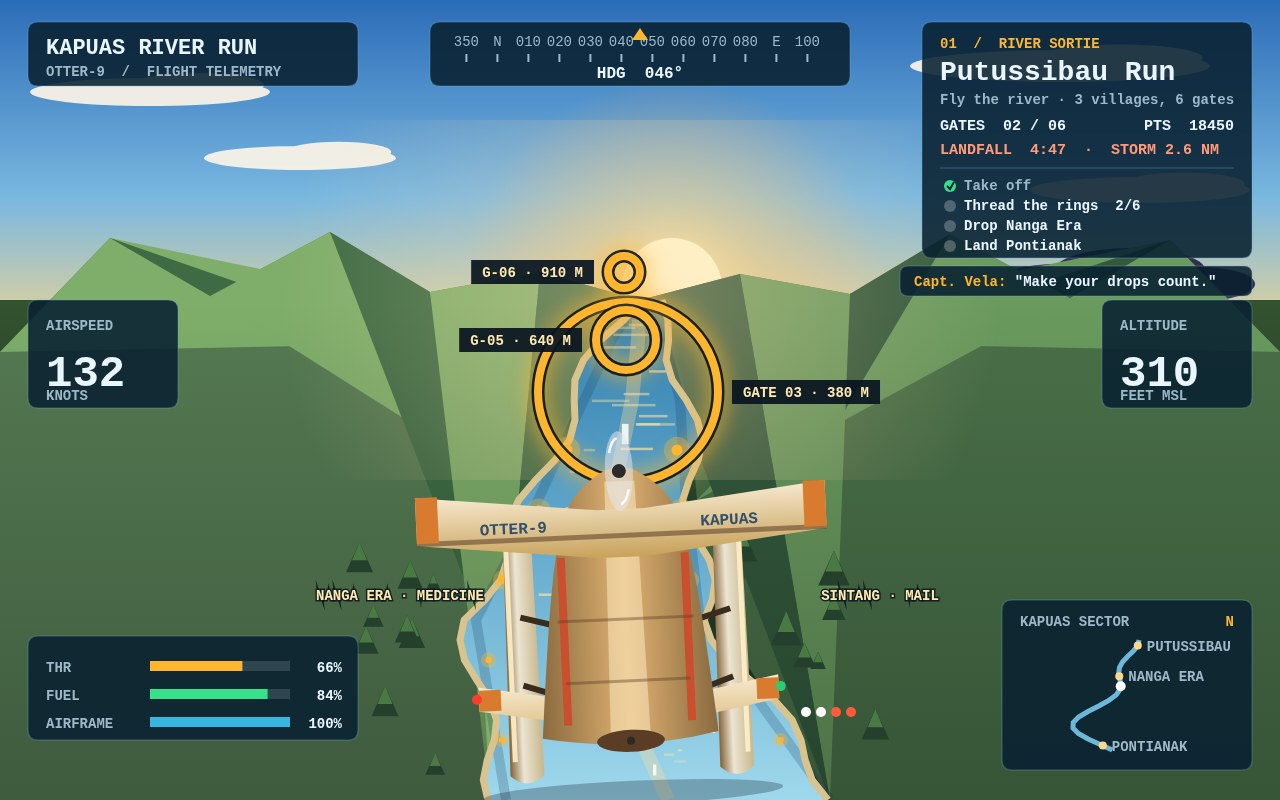 KAPUAS RIVER RUN
OTTER-9 / FLIGHT TELEMETRY
350 N 010 020 030 040 050 060 070 080 E 100
HDG 046°
01 / RIVER SORTIE
Putussibau Run
Fly the river · 3 villages, 6 gates
GATES 02 / 06 PTS 18450
LANDFALL 4:47 · STORM 2.6 NM
Take off
Thread the rings 2/6
Drop Nanga Era
Land Pontianak
Capt. Vela: "Make your drops count."
G-06 · 910 M
G-05 · 640 M
GATE 03 · 380 M
AIRSPEED
132
KNOTS
ALTITUDE
310
FEET MSL
OTTER-9 KAPUAS
NANGA ERA · MEDICINE
SINTANG · MAIL
THR 66%
FUEL 84%
AIRFRAME 100%
KAPUAS SECTOR N
PUTUSSIBAU
NANGA ERA
PONTIANAK